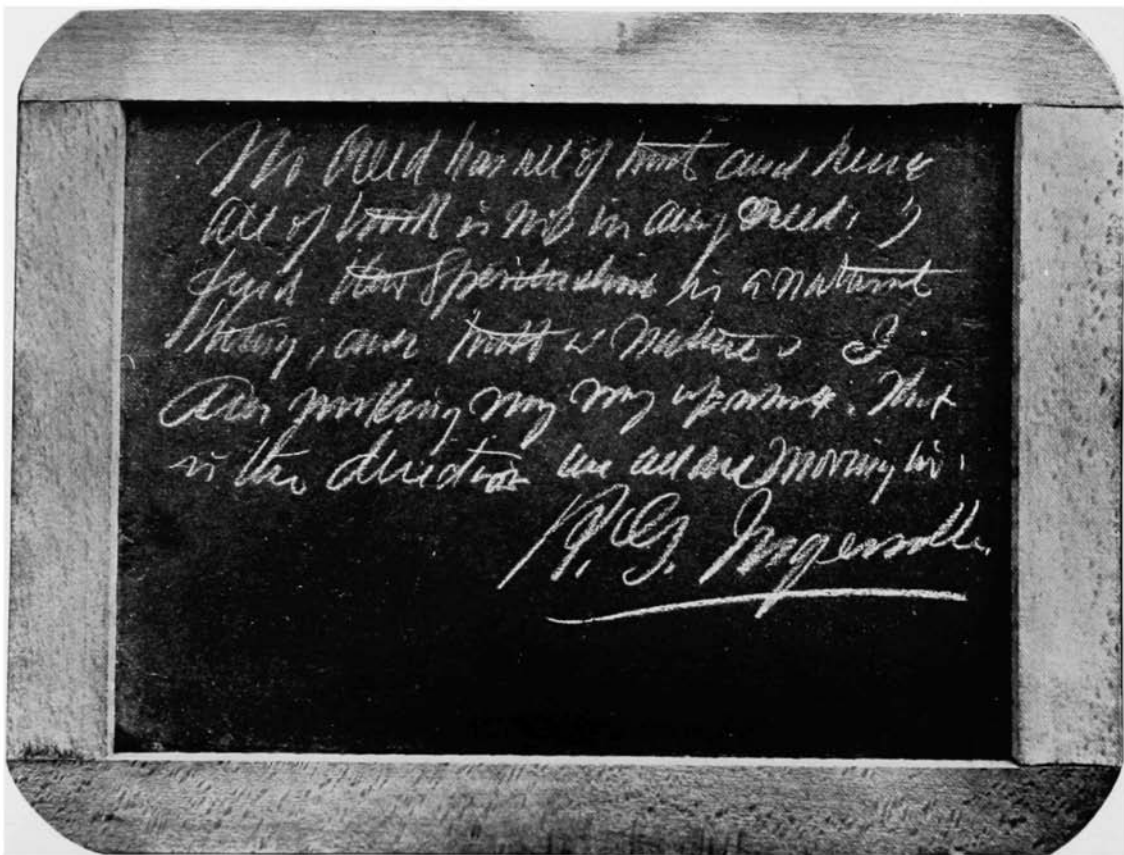 No Creed has all of truth and hence
all of truth is not in any creed. I
find that Spiritualism is a natural
thing, and truth is nature. I
am working my way upward. That
is the direction we all are moving in.
R. G. Ingersoll.